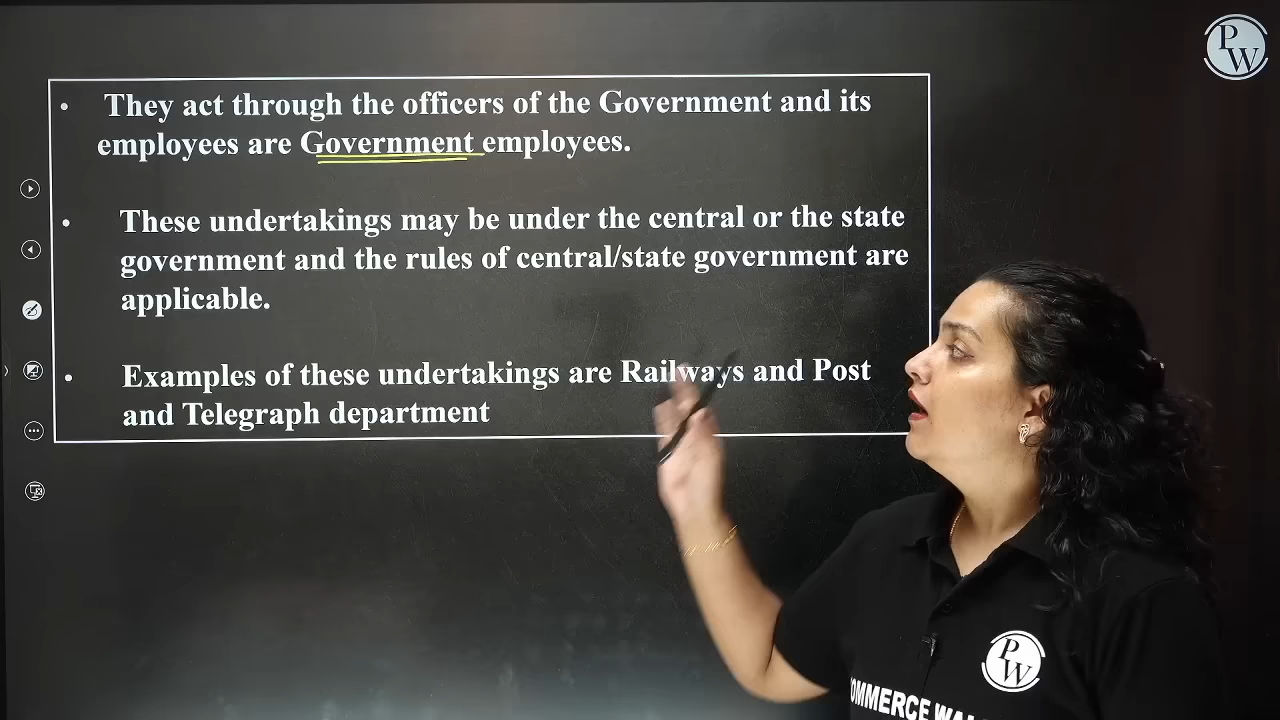 PW
• They act through the officers of the Government and its
employees are Government employees.
• These undertakings may be under the central or the state
government and the rules of central/state government are
applicable.
• Examples of these undertakings are Railways and Post
and Telegraph department
PW
COMMERCE